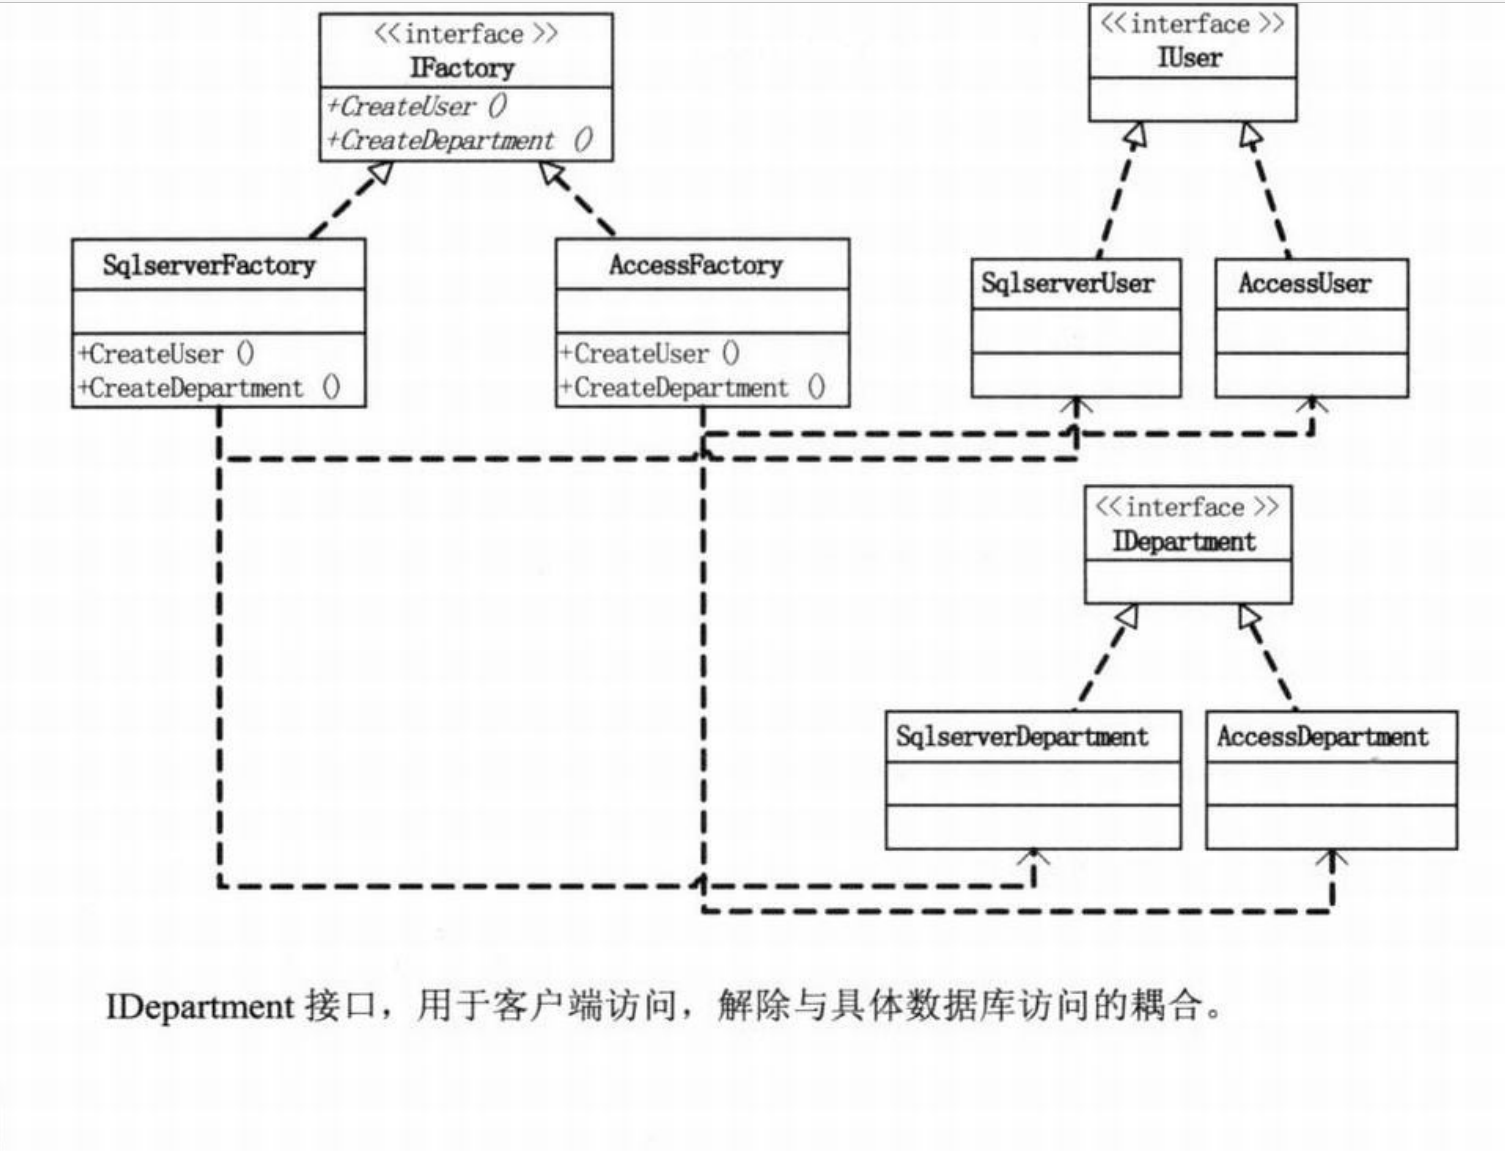 <<interface >>
IFactory
+CreateUser ()
+CreateDepartment ()
<<interface >>
IUser
SqlserverFactory
+CreateUser ()
+CreateDepartment ()
AccessFactory
+CreateUser ()
+CreateDepartment ()
SqlserverUser
AccessUser
<<interface >>
IDepartment
SqlserverDepartment
AccessDepartment
IDepartment 接口，用于客户端访问，解除与具体数据库访问的耦合。